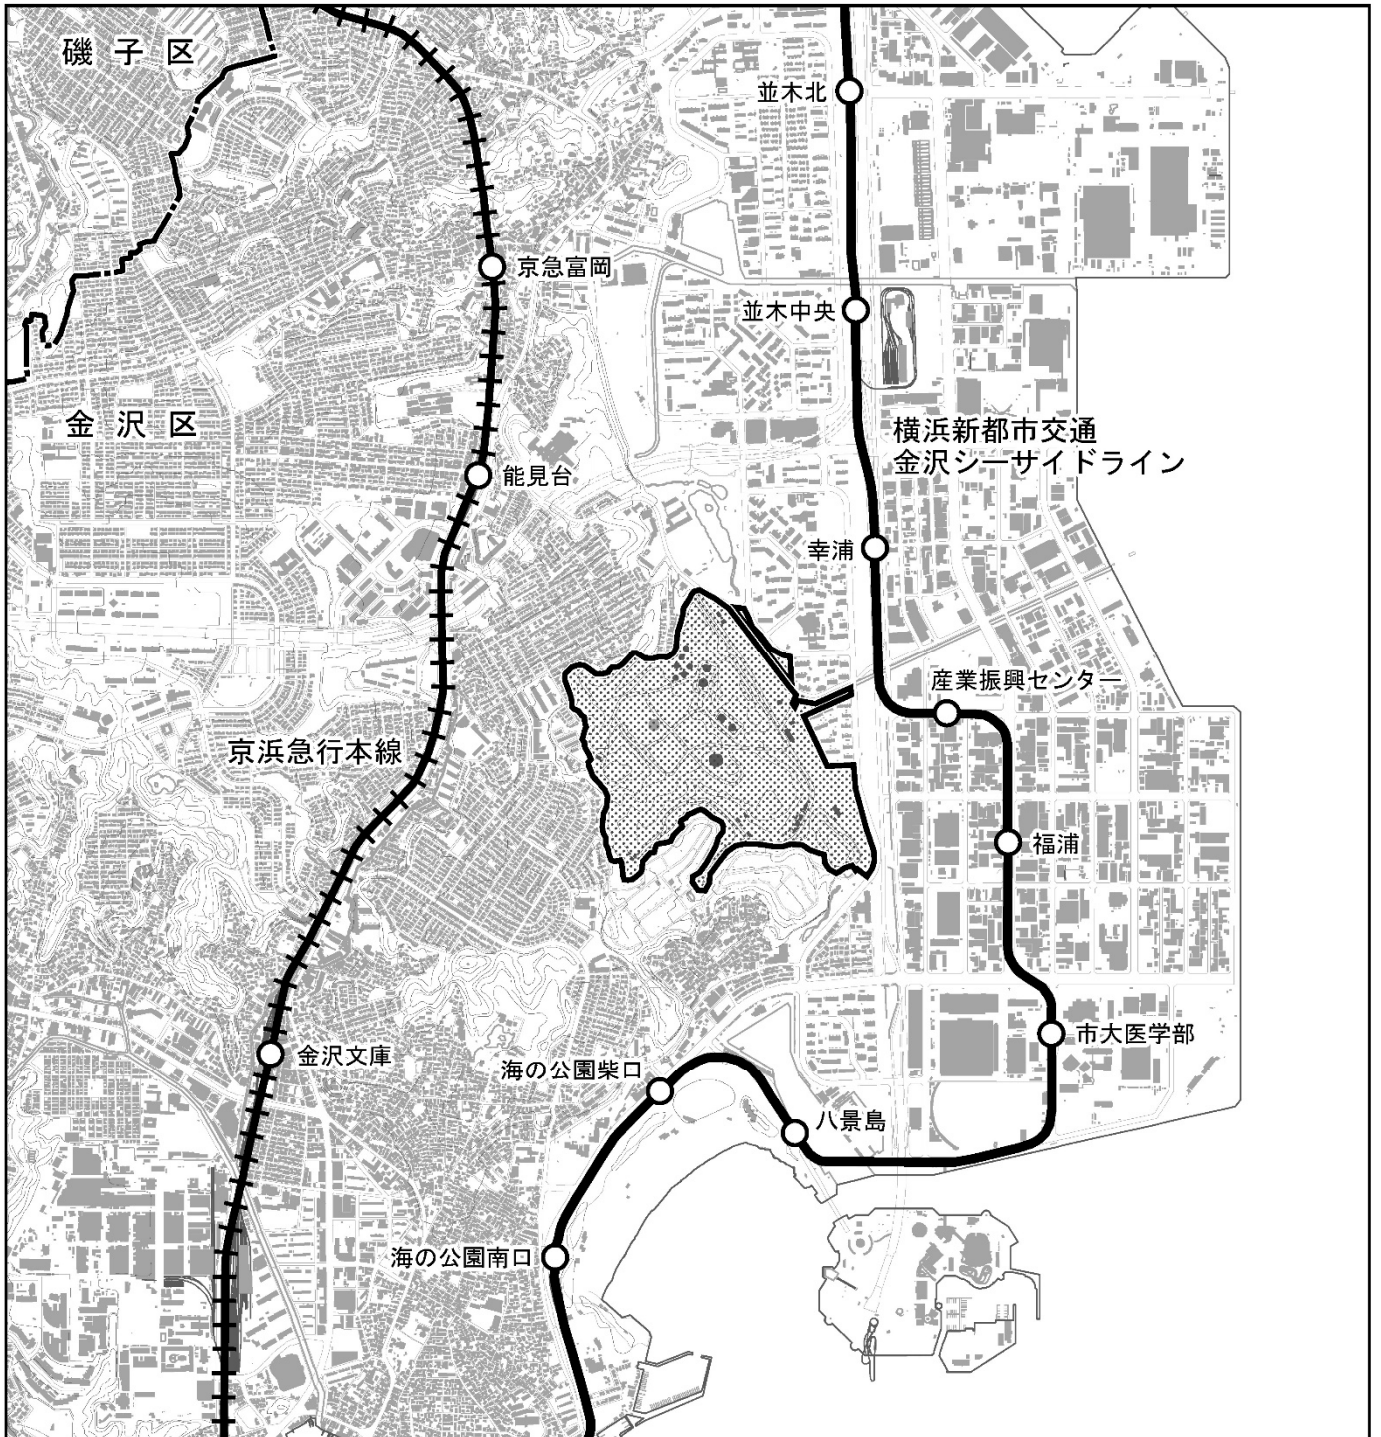 磯子区
並木北
京急富岡
並木中央
金沢区
横浜新都市交通
金沢シーサイドライン
能見台
幸浦
産業振興センター
京浜急行本線
福浦
市大医学部
金沢文庫
海の公園柴口
八景島
海の公園南口